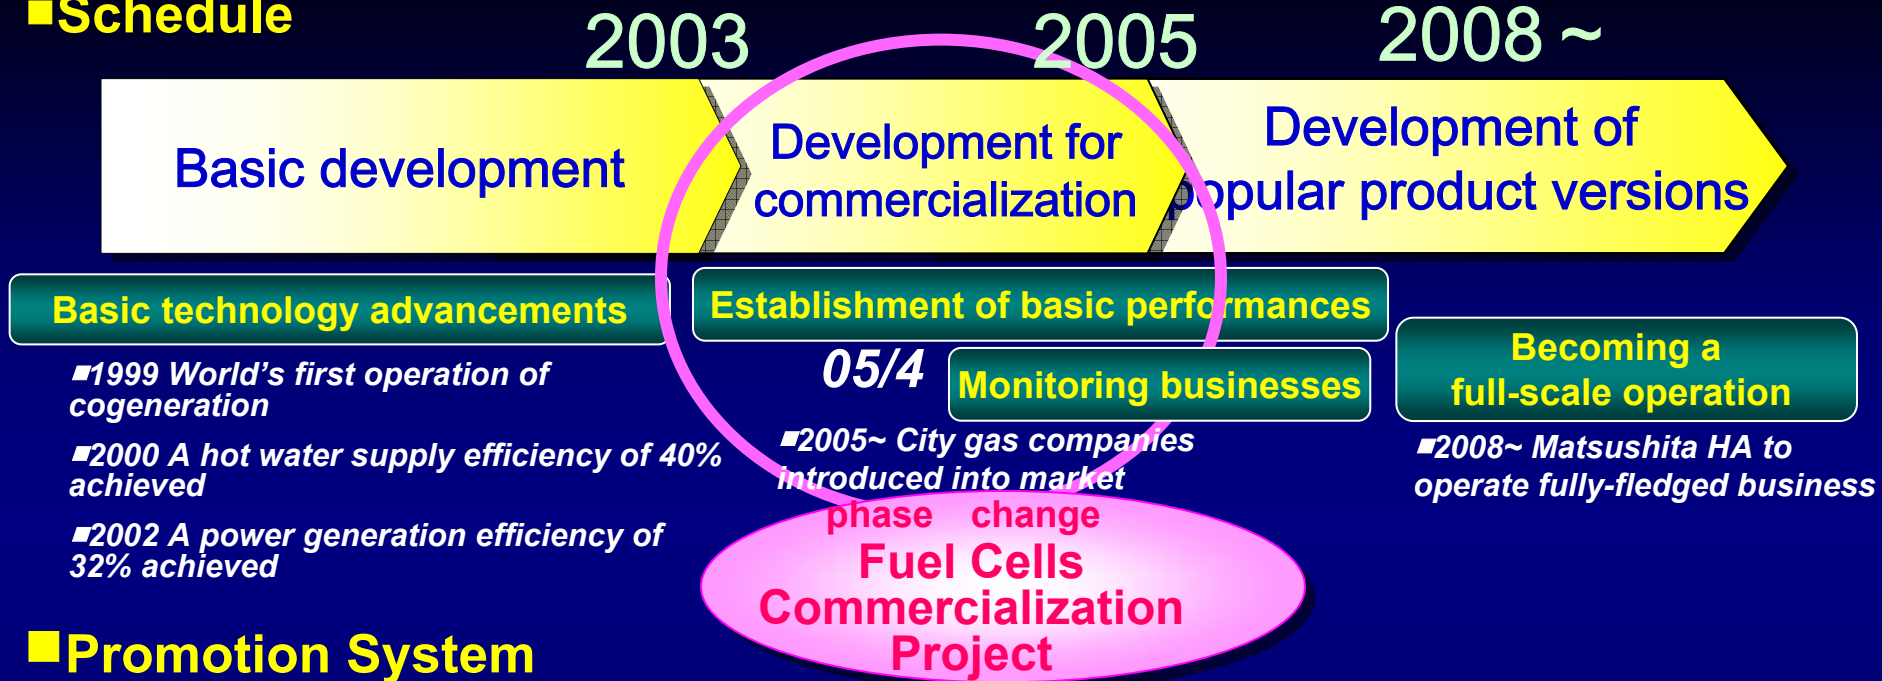 ■Schedule
2003
2005
2008 ~
Basic development
Development for
commercialization
Development of
popular product versions
Basic technology advancements
■1999 World's first operation of
cogeneration
■2000 A hot water supply efficiency of 40%
achieved
■2002 A power generation efficiency of
32% achieved
Establishment of basic performances
05/4
Monitoring businesses
■2005~ City gas companies
introduced into market
Becoming a
full-scale operation
■2008~ Matsushita HA to
operate fully-fledged business
phase change
Fuel Cells
Commercialization
Project
■Promotion System